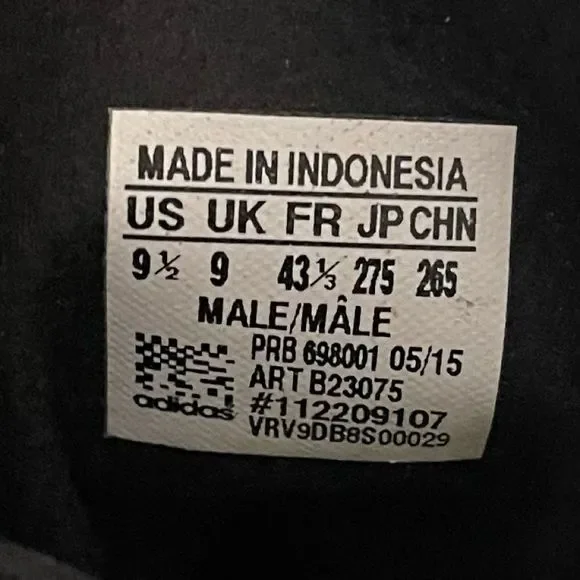 MADE IN INDONESIA
US UK FR JP CHN
9½ 9 43⅓ 275 265
MALE/MÂLE
PRB 698001 05/15
ART B23075
adidas #112209107
VRV9DB8S00029